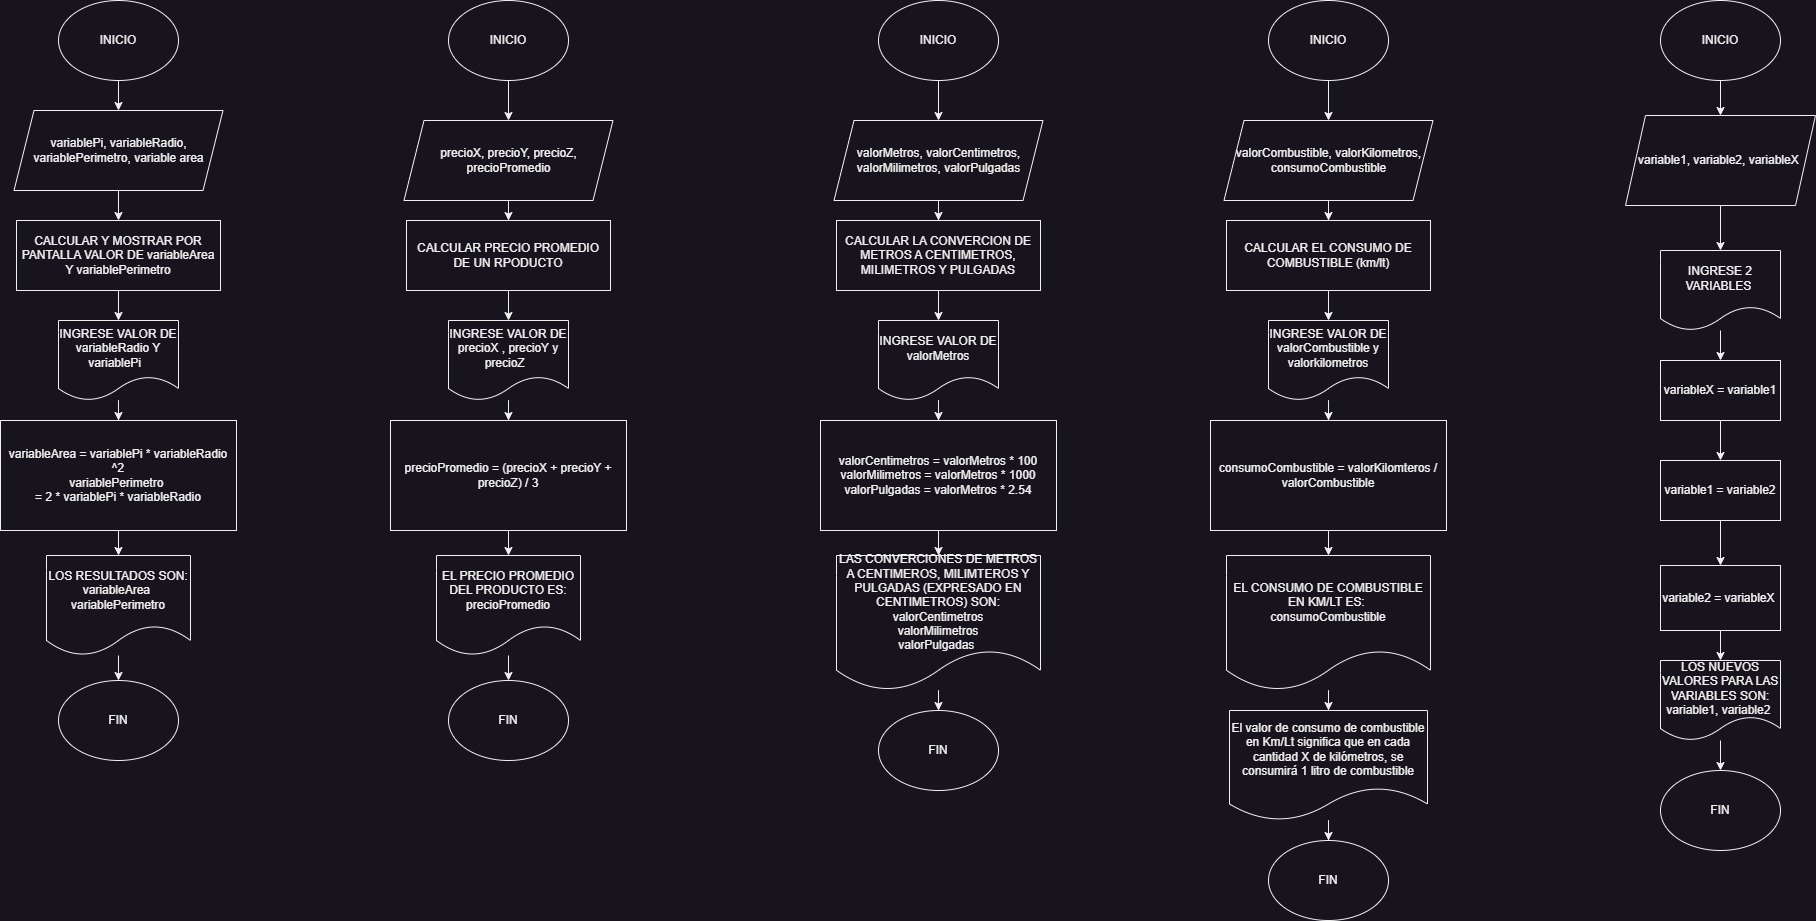 INICIO
variablePi, variableRadio,
variablePerimetro, variable area
CALCULAR Y MOSTRAR POR
PANTALLA VALOR DE variableArea
Y variablePerimetro
INGRESE VALOR DE
variableRadio Y
variablePi
variableArea = variablePi * variableRadio
^2
variablePerimetro
= 2 * variablePi * variableRadio
LOS RESULTADOS SON:
variableArea
variablePerimetro
FIN
INICIO
precioX, precioY, precioZ,
precioPromedio
CALCULAR PRECIO PROMEDIO
DE UN RPODUCTO
INGRESE VALOR DE
precioX , precioY y
precioZ
precioPromedio = (precioX + precioY +
precioZ) / 3
EL PRECIO PROMEDIO
DEL PRODUCTO ES:
precioPromedio
FIN
INICIO
valorMetros, valorCentimetros,
valorMilimetros, valorPulgadas
CALCULAR LA CONVERCION DE
METROS A CENTIMETROS,
MILIMETROS Y PULGADAS
INGRESE VALOR DE
valorMetros
valorCentimetros = valorMetros * 100
valorMilimetros = valorMetros * 1000
valorPulgadas = valorMetros * 2.54
LAS CONVERCIONES DE METROS
A CENTIMEROS, MILIMTEROS Y
PULGADAS (EXPRESADO EN
CENTIMETROS) SON:
valorCentimetros
valorMilimetros
valorPulgadas
FIN
INICIO
valorCombustible, valorKilometros,
consumoCombustible
CALCULAR EL CONSUMO DE
COMBUSTIBLE (km/lt)
INGRESE VALOR DE
valorCombustible y
valorkilometros
consumoCombustible = valorKilomteros /
valorCombustible
EL CONSUMO DE COMBUSTIBLE
EN KM/LT ES:
consumoCombustible
El valor de consumo de combustible
en Km/Lt significa que en cada
cantidad X de kilómetros, se
consumirá 1 litro de combustible
FIN
INICIO
variable1, variable2, variableX
INGRESE 2
VARIABLES
variableX = variable1
variable1 = variable2
variable2 = variableX
LOS NUEVOS
VALORES PARA LAS
VARIABLES SON:
variable1, variable2
FIN